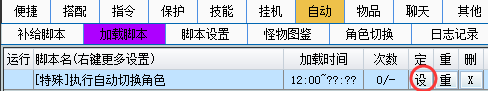 便捷 搭配 指令 保护 技能 挂机 自动 物品 聊天 其他
补给脚本 加载脚本 脚本设置 怪物图鉴 角色切换 日志记录
运行 脚本名(右键更多设置) 加载时间 次数 定 重 删
[特殊]执行自动切换角色 12:00~??:?? 0/- 设 重 X